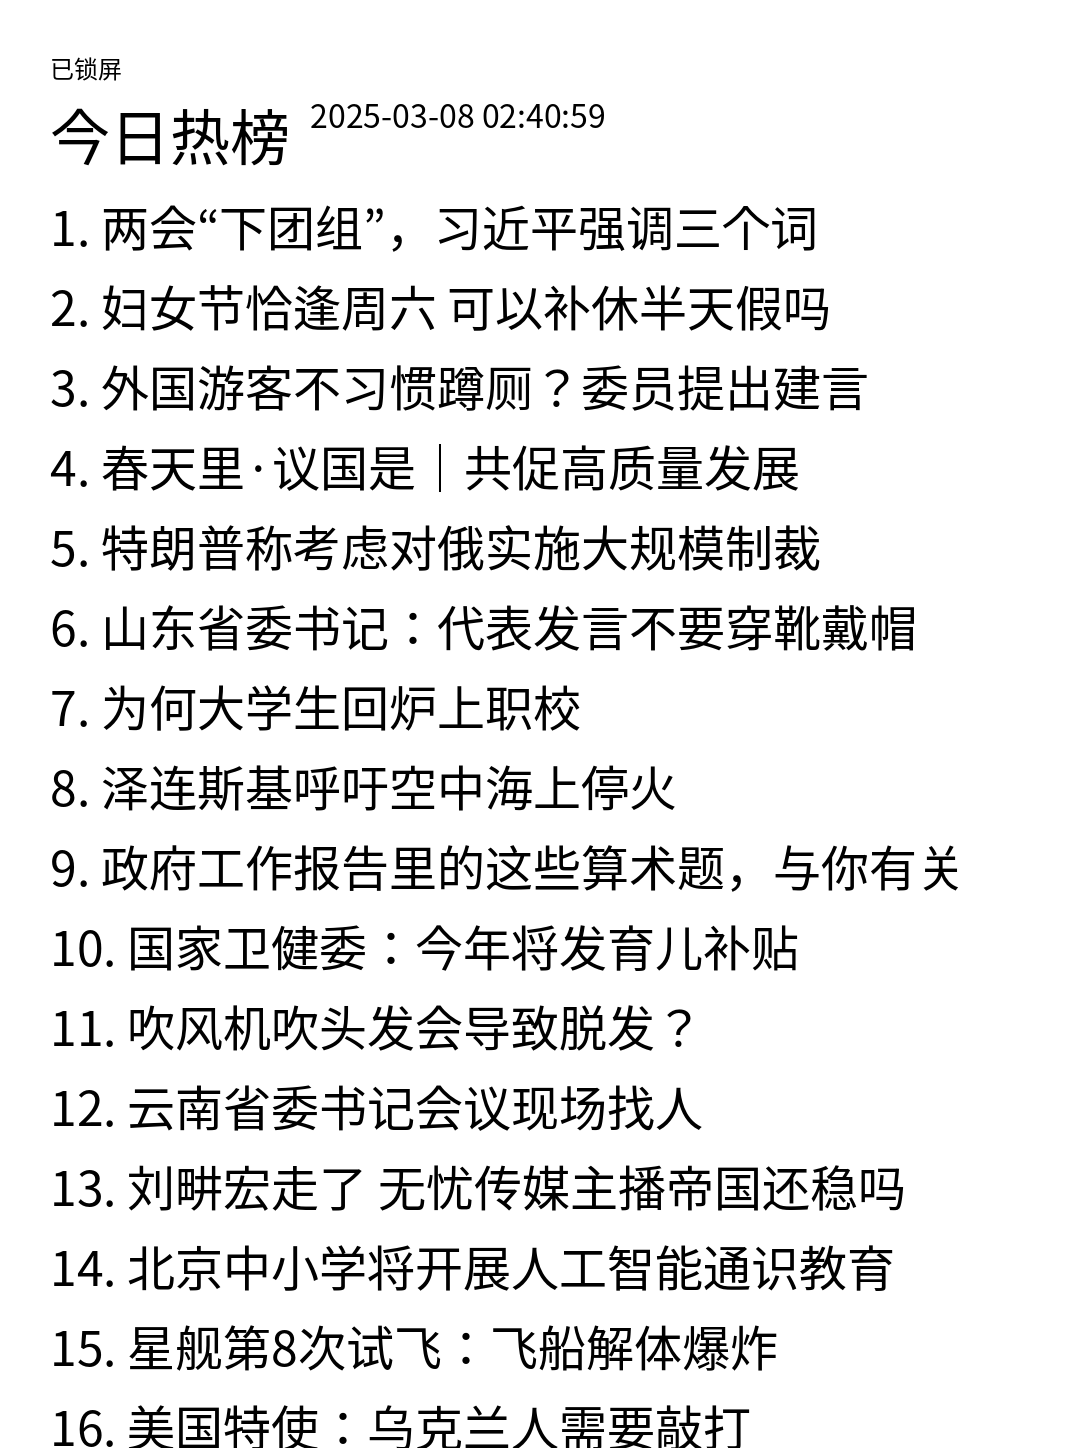 已锁屏
今日热榜 2025-03-08 02:40:59
1. 两会“下团组”，习近平强调三个词
2. 妇女节恰逢周六 可以补休半天假吗
3. 外国游客不习惯蹲厕？委员提出建言
4. 春天里·议国是｜共促高质量发展
5. 特朗普称考虑对俄实施大规模制裁
6. 山东省委书记：代表发言不要穿靴戴帽
7. 为何大学生回炉上职校
8. 泽连斯基呼吁空中海上停火
9. 政府工作报告里的这些算术题，与你有关
10. 国家卫健委：今年将发育儿补贴
11. 吹风机吹头发会导致脱发？
12. 云南省委书记会议现场找人
13. 刘畊宏走了 无忧传媒主播帝国还稳吗
14. 北京中小学将开展人工智能通识教育
15. 星舰第8次试飞：飞船解体爆炸
16. 美国特使：乌克兰人需要敲打